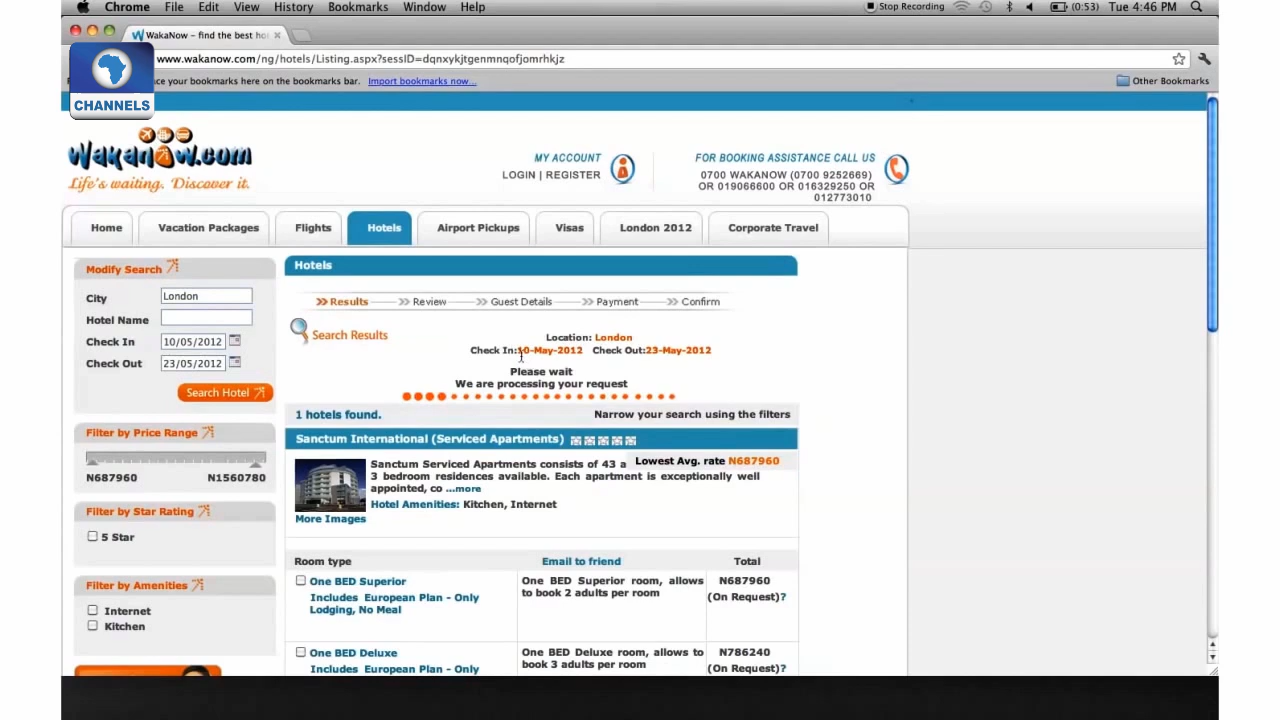 Chrome File Edit View History Bookmarks Window Help Stop Recording (0:53) Tue 4:46 PM
WakaNow – find the best ho
www.wakanow.com/ng/hotels/Listing.aspx?sessID=dqnxykjtgenmnqofjomrhkjz
ace your bookmarks here on the bookmarks bar. Import bookmarks now... Other Bookmarks
CHANNELS
Wakanow.com
Life's waiting. Discover it.
MY ACCOUNT
LOGIN | REGISTER
FOR BOOKING ASSISTANCE CALL US
0700 WAKANOW (0700 9252669)
OR 019066600 OR 016329250 OR
012773010
Home Vacation Packages Flights Hotels Airport Pickups Visas London 2012 Corporate Travel
Modify Search
City London
Hotel Name
Check In 10/05/2012
Check Out 23/05/2012
Search Hotel
Filter by Price Range
N687960 N1560780
Filter by Star Rating
5 Star
Filter by Amenities
Internet
Kitchen
Hotels
Results Review Guest Details Payment Confirm
Search Results
Location: London
Check In:10-May-2012 Check Out:23-May-2012
Please wait
We are processing your request
1 hotels found. Narrow your search using the filters
Sanctum International (Serviced Apartments)
Lowest Avg. rate N687960
Sanctum Serviced Apartments consists of 43 a
3 bedroom residences available. Each apartment is exceptionally well
appointed, co ...more
Hotel Amenities: Kitchen, Internet
More Images
Room type Email to friend Total
One BED Superior
Includes European Plan - Only
Lodging, No Meal
One BED Superior room, allows
to book 2 adults per room
N687960
(On Request)?
One BED Deluxe
Includes European Plan - Only
One BED Deluxe room, allows
to book 3 adults per room
N786240
(On Request)?